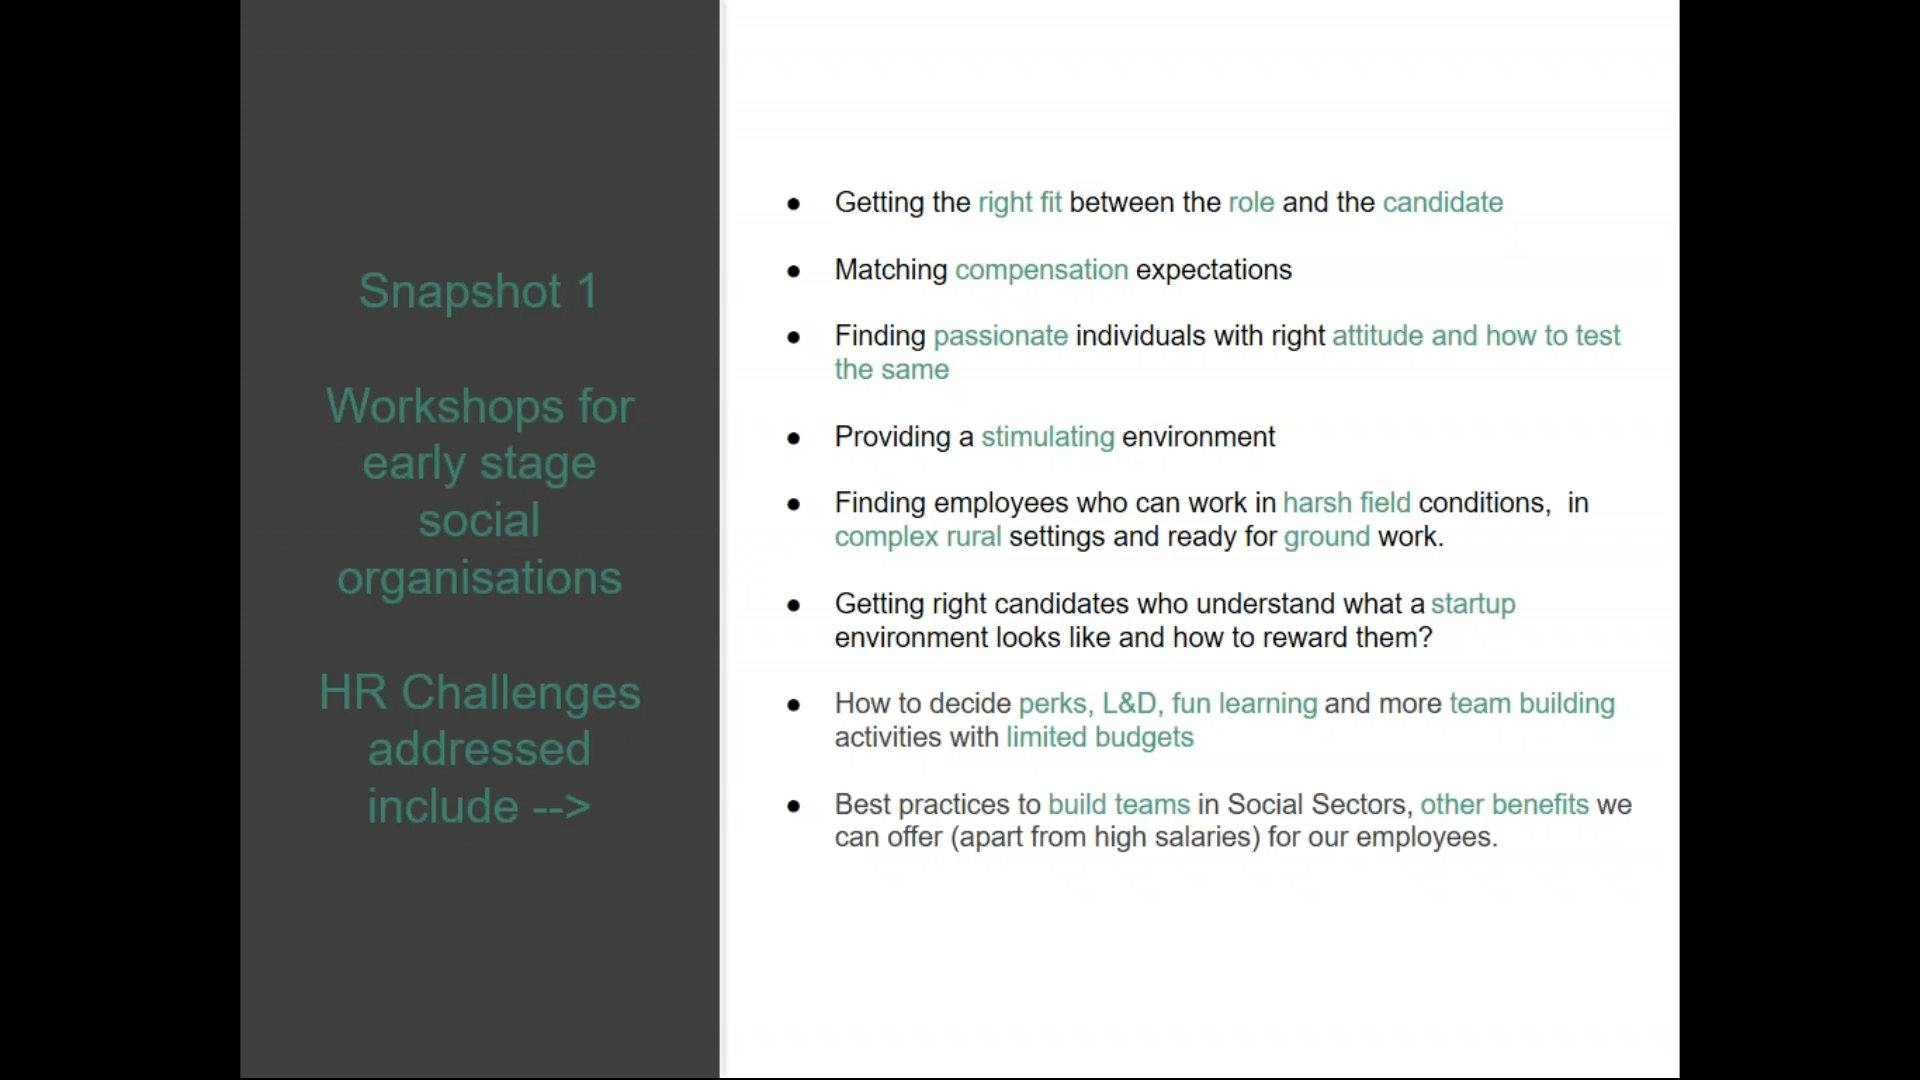 Snapshot 1
Workshops for
early stage
social
organisations
HR Challenges
addressed
include -->
● Getting the right fit between the role and the candidate
● Matching compensation expectations
● Finding passionate individuals with right attitude and how to test
the same
● Providing a stimulating environment
● Finding employees who can work in harsh field conditions,  in
complex rural settings and ready for ground work.
● Getting right candidates who understand what a startup
environment looks like and how to reward them?
● How to decide perks, L&D, fun learning and more team building
activities with limited budgets
● Best practices to build teams in Social Sectors, other benefits we
can offer (apart from high salaries) for our employees.